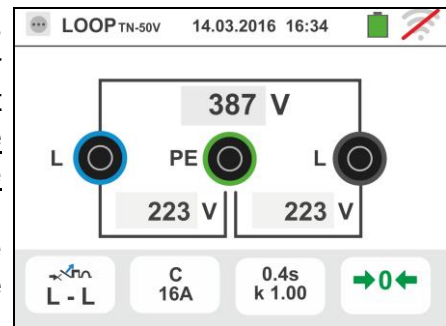 LOOP TN-50V 14.03.2016 16:34
387 V
L PE L
223 V 223 V
L - L C 16A 0.4s k 1.00 →0←